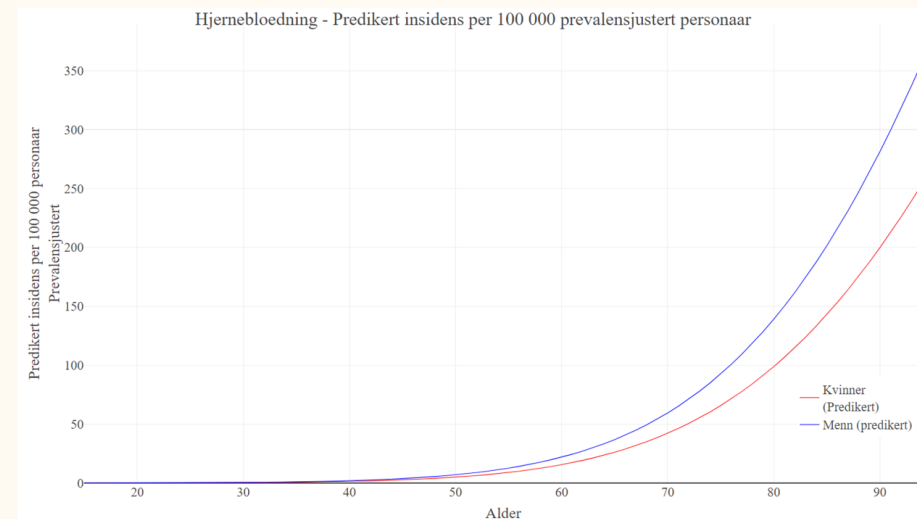 Hjernebloedning - Predikert insidens per 100 000 prevalensjustert personaar
Predikert insidens per 100 000 personaar
Prevalensjustert
350
300
250
200
150
100
50
0
20 30 40 50 60 70 80 90
Alder
Kvinner
(Predikert)
Menn (predikert)